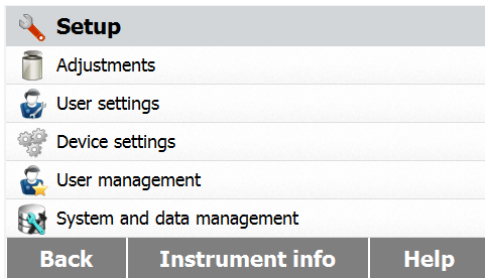 Setup
Adjustments
User settings
Device settings
User management
System and data management
Back Instrument info Help